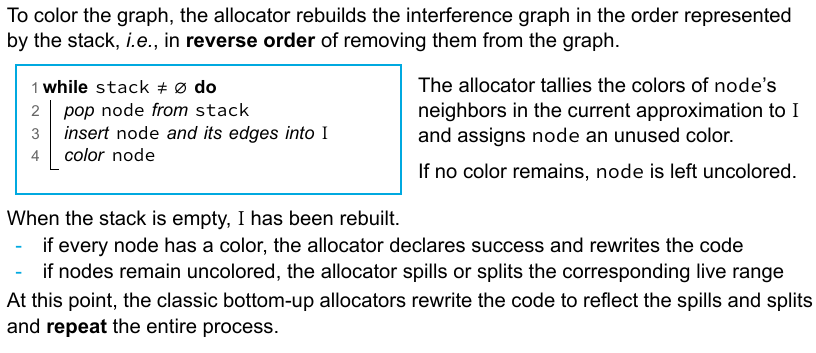 To color the graph, the allocator rebuilds the interference graph in the order represented
by the stack, i.e., in reverse order of removing them from the graph.
1 while stack ≠ ∅ do
2 pop node from stack
3 insert node and its edges into I
4 color node
The allocator tallies the colors of node's
neighbors in the current approximation to I
and assigns node an unused color.
If no color remains, node is left uncolored.
When the stack is empty, I has been rebuilt.
- if every node has a color, the allocator declares success and rewrites the code
- if nodes remain uncolored, the allocator spills or splits the corresponding live range
At this point, the classic bottom-up allocators rewrite the code to reflect the spills and splits
and repeat the entire process.